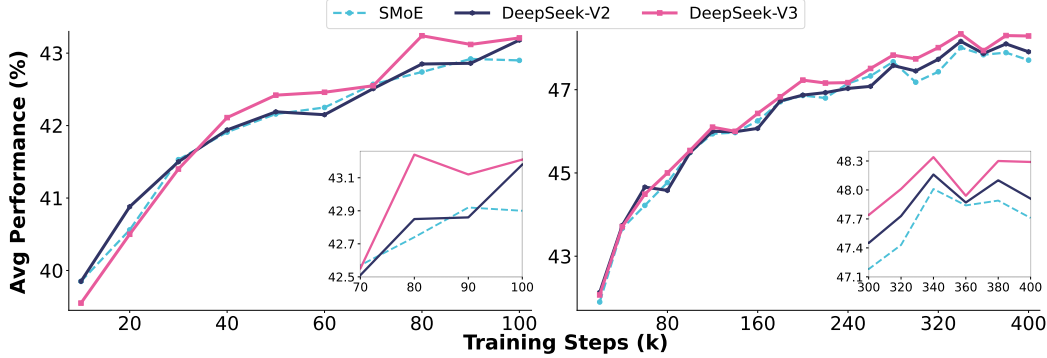 SMoE DeepSeek-V2 DeepSeek-V3
Avg Performance (%)
43
42
41
40
20 40 60 80 100
43.1
42.9
42.7
42.5
70 80 90 100
47
45
43
80 160 240 320 400
48.3
48.0
47.7
47.4
47.1
300 320 340 360 380 400
Training Steps (k)